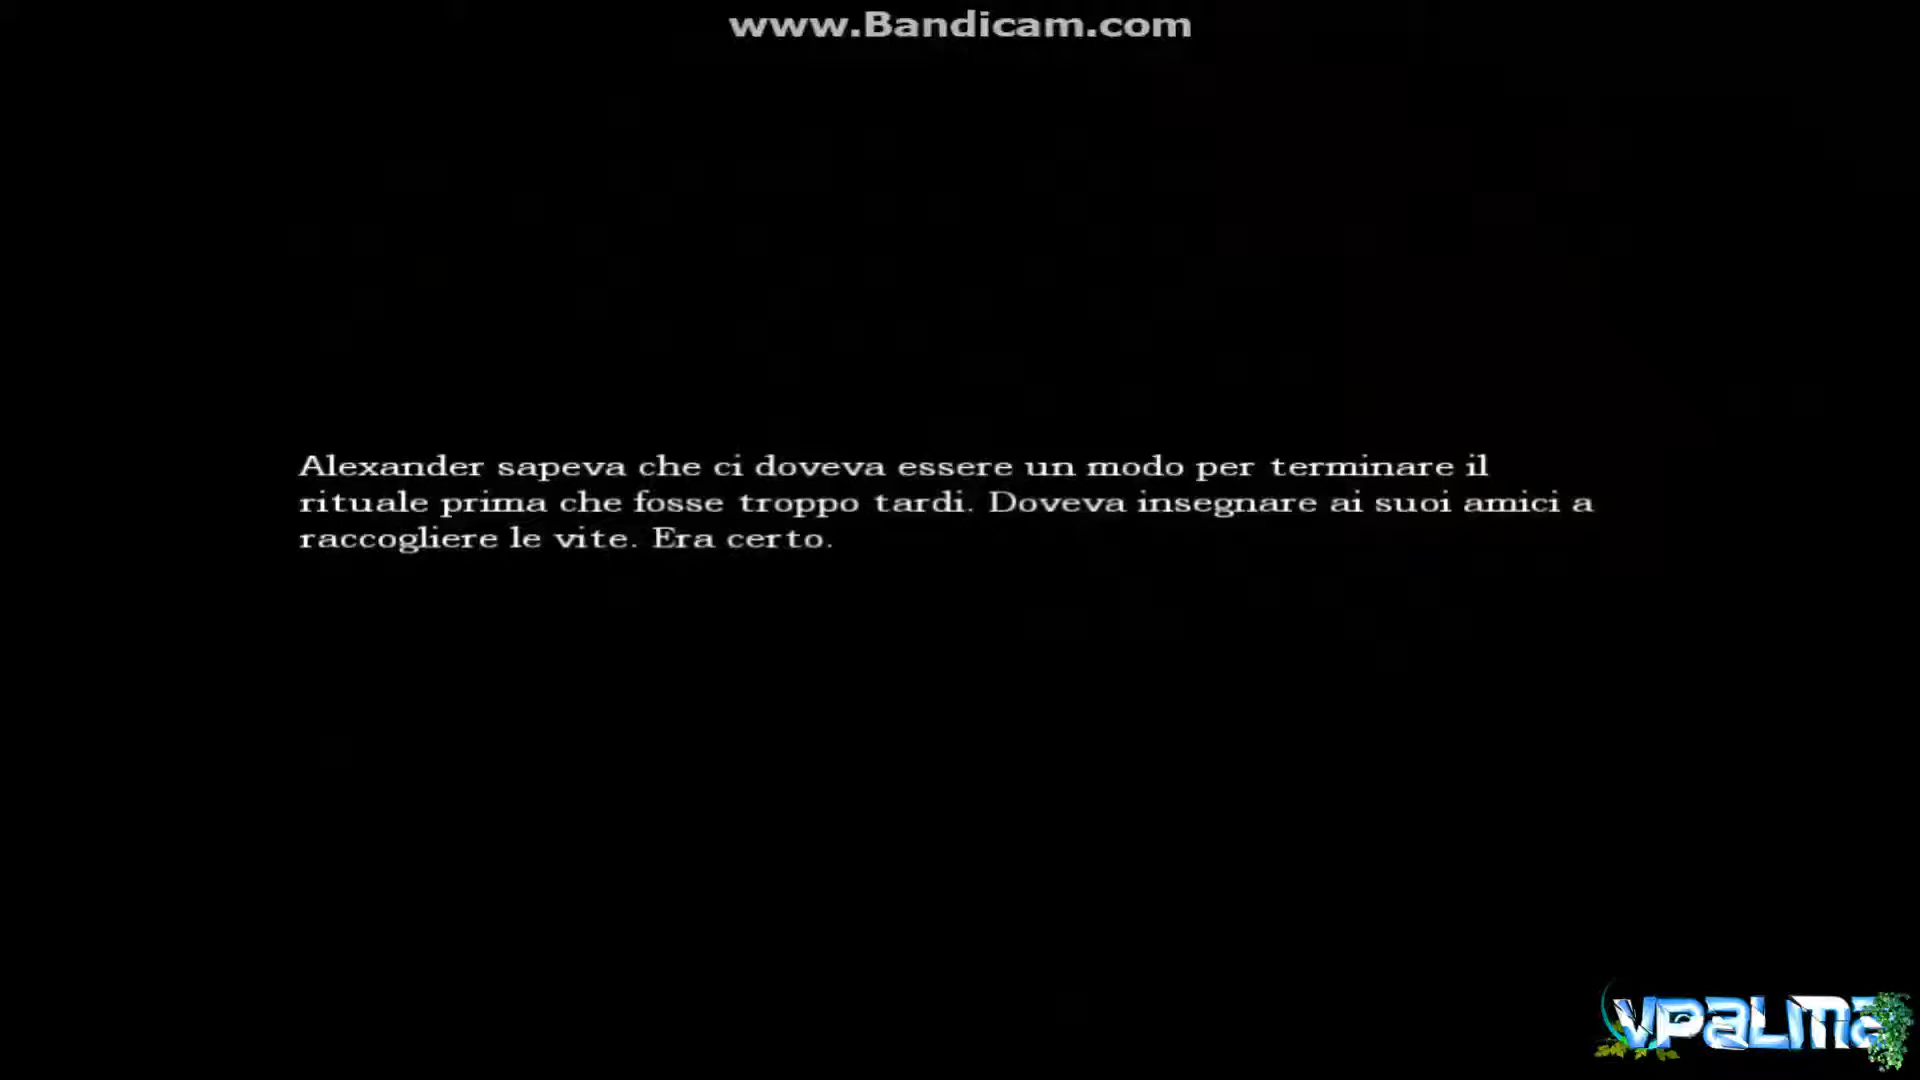 www.Bandicam.com
Alexander sapeva che ci doveva essere un modo per terminare il
rituale prima che fosse troppo tardi. Doveva insegnare ai suoi amici a
raccogliere le vite. Era certo.
VPALMA